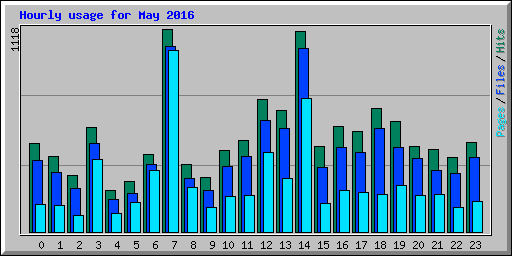 Hourly usage for May 2016
1118
Pages/Files/Hits
0 1 2 3 4 5 6 7 8 9 10 11 12 13 14 15 16 17 18 19 20 21 22 23